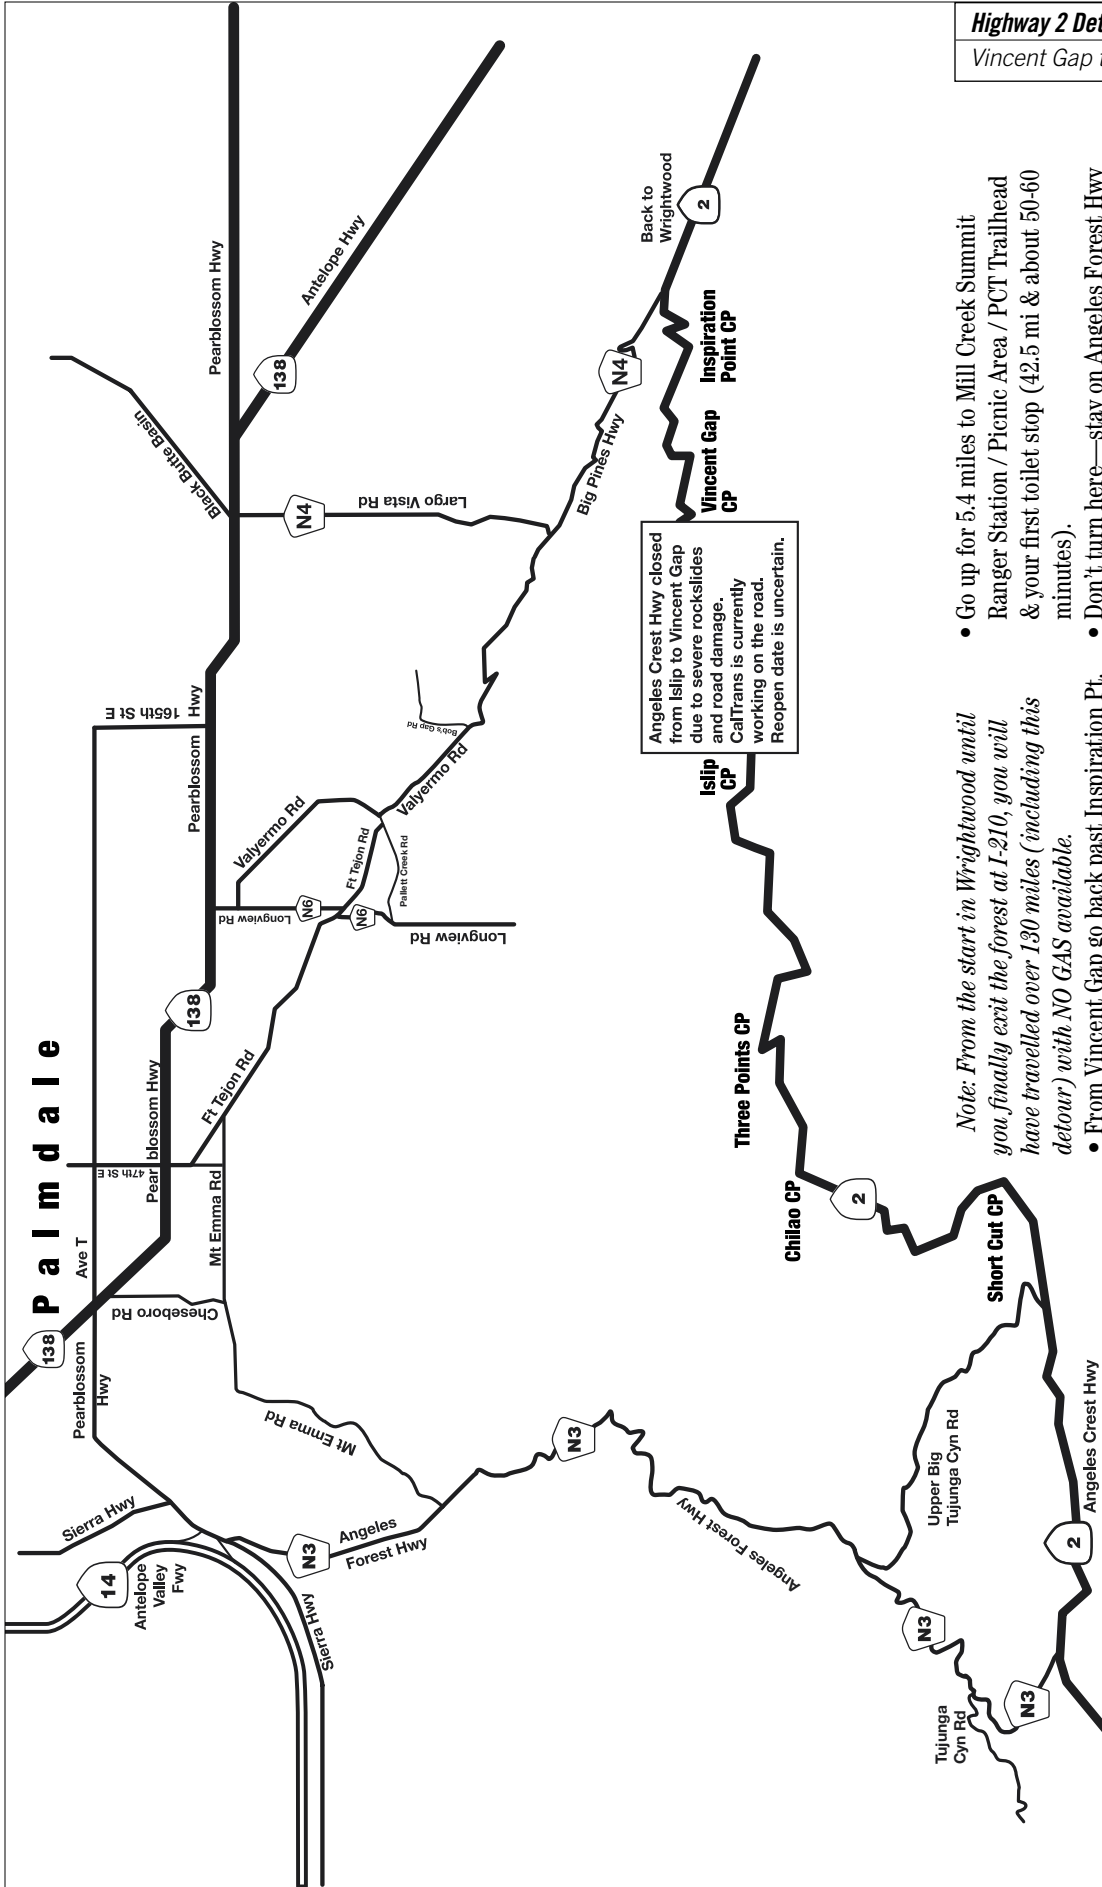 Highway 2 Det
Vincent Gap
Palmdale
Pearblossom Hwy
Antelope Hwy
138
Black Butte Basin
N4
Largo Vista Rd
Big Pines Hwy
N4
Back to
Wrightwood
2
Inspiration
Point CP
Vincent Gap
CP
Angeles Crest Hwy closed
from Islip to Vincent Gap
due to severe rockslides
and road damage.
CalTrans is currently
working on the road.
Reopen date is uncertain.
Islip
CP
Three Points CP
Chilao CP
2
Short Cut CP
165th St E
Pearblossom Hwy
Valyermo Rd
Valyermo Rd
Bob's Gap Rd
Ft Tejon Rd
Pallett Creek Rd
Longview Rd
N6
N6
Longview Rd
138
Pearblossom Hwy
47th St E
Ft Tejon Rd
Mt Emma Rd
Ave T
Cheseboro Rd
138
Pearblossom
Hwy
Mt Emma Rd
Sierra Hwy
14
Antelope
Valley
Fwy
Sierra Hwy
N3
Angeles
Forest Hwy
N3
Angeles Forest Hwy
Upper Big
Tujunga Cyn Rd
N3
Tujunga
Cyn Rd
N3
2
Angeles Crest Hwy
Note: From the start in Wrightwood until
you finally exit the forest at I-210, you will
have travelled over 130 miles (including this
detour) with NO GAS available.
• From Vincent Gap go back past Inspiration Pt.
• Go up for 5.4 miles to Mill Creek Summit
Ranger Station / Picnic Area / PCT Trailhead
& your first toilet stop (42.5 mi & about 50-60
minutes).
• Don't turn here—stay on Angeles Forest Hwy